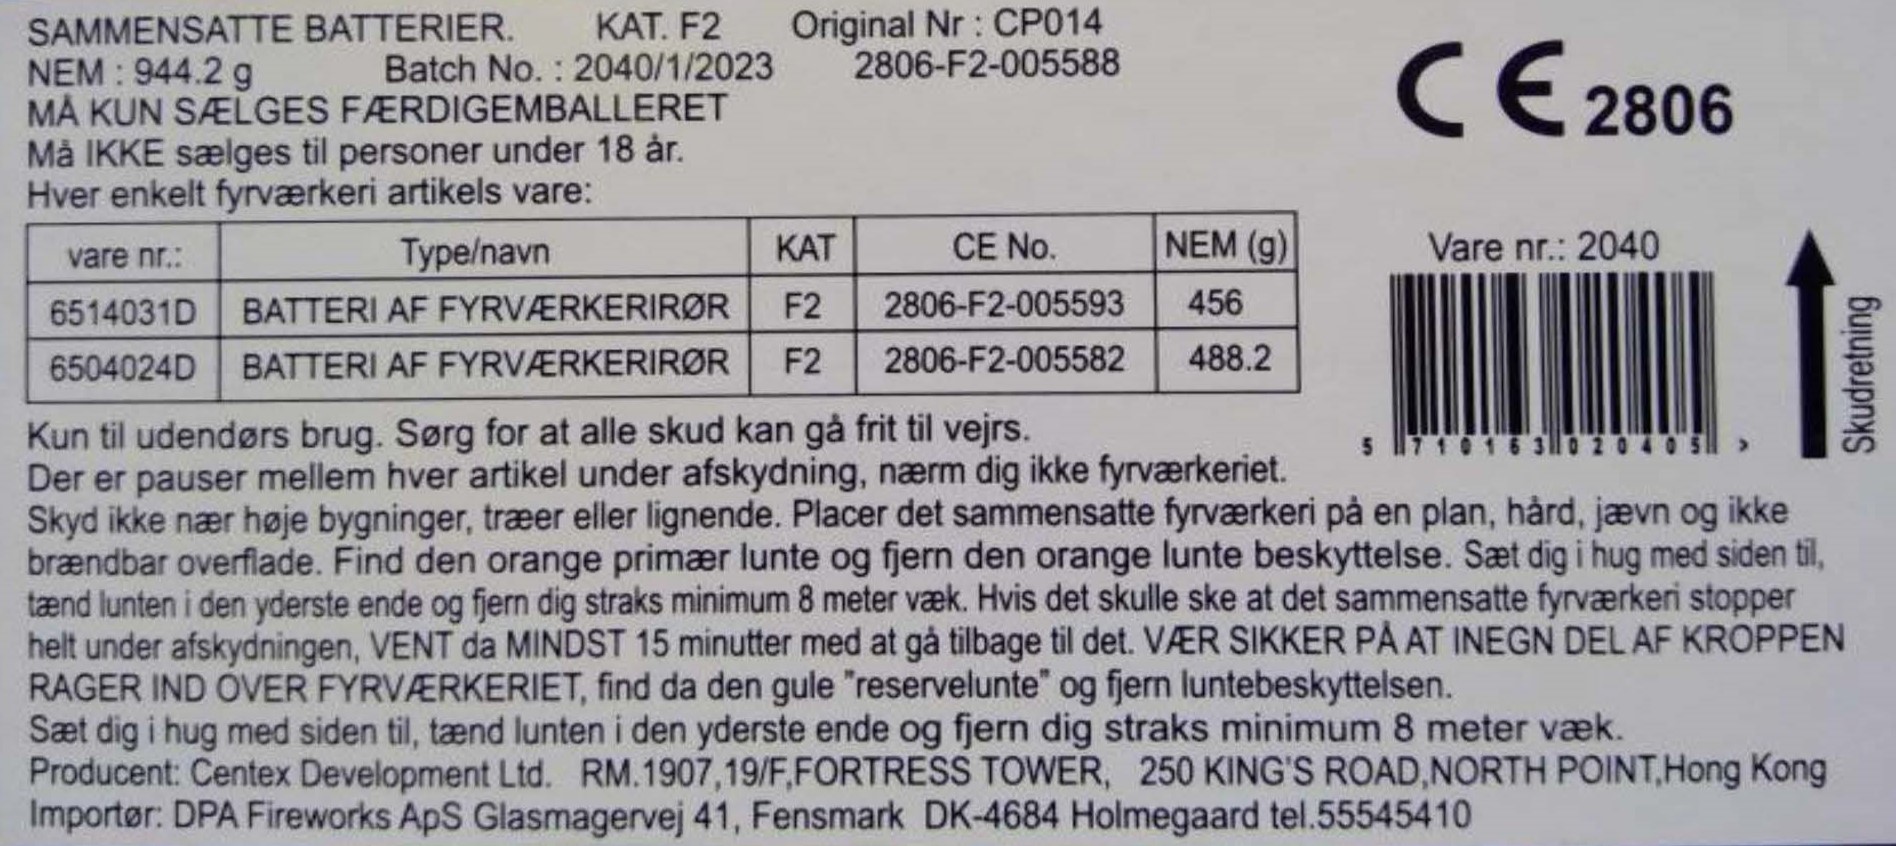 SAMMENSATTE BATTERIER. KAT. F2 Original Nr : CP014
NEM : 944.2 g Batch No. : 2040/1/2023 2806-F2-005588
MÅ KUN SÆLGES FÆRDIGEMBALLERET
Må IKKE sælges til personer under 18 år.
Hver enkelt fyrværkeri artikels vare:
CE 2806
vare nr.: Type/navn KAT CE No. NEM (g)
6514031D BATTERI AF FYRVÆRKERIRØR F2 2806-F2-005593 456
6504024D BATTERI AF FYRVÆRKERIRØR F2 2806-F2-005582 488.2
Vare nr.: 2040
5 710163 020405 >
Skudretning
Kun til udendørs brug. Sørg for at alle skud kan gå frit til vejrs.
Der er pauser mellem hver artikel under afskydning, nærm dig ikke fyrværkeriet.
Skyd ikke nær høje bygninger, træer eller lignende. Placer det sammensatte fyrværkeri på en plan, hård, jævn og ikke
brændbar overflade. Find den orange primær lunte og fjern den orange lunte beskyttelse. Sæt dig i hug med siden til,
tænd lunten i den yderste ende og fjern dig straks minimum 8 meter væk. Hvis det skulle ske at det sammensatte fyrværkeri stopper
helt under afskydningen, VENT da MINDST 15 minutter med at gå tilbage til det. VÆR SIKKER PÅ AT INEGN DEL AF KROPPEN
RAGER IND OVER FYRVÆRKERIET, find da den gule "reservelunte" og fjern luntebeskyttelsen.
Sæt dig i hug med siden til, tænd lunten i den yderste ende og fjern dig straks minimum 8 meter væk.
Producent: Centex Development Ltd. RM.1907,19/F,FORTRESS TOWER, 250 KING'S ROAD,NORTH POINT,Hong Kong
Importør: DPA Fireworks ApS Glasmagervej 41, Fensmark DK-4684 Holmegaard tel.55545410